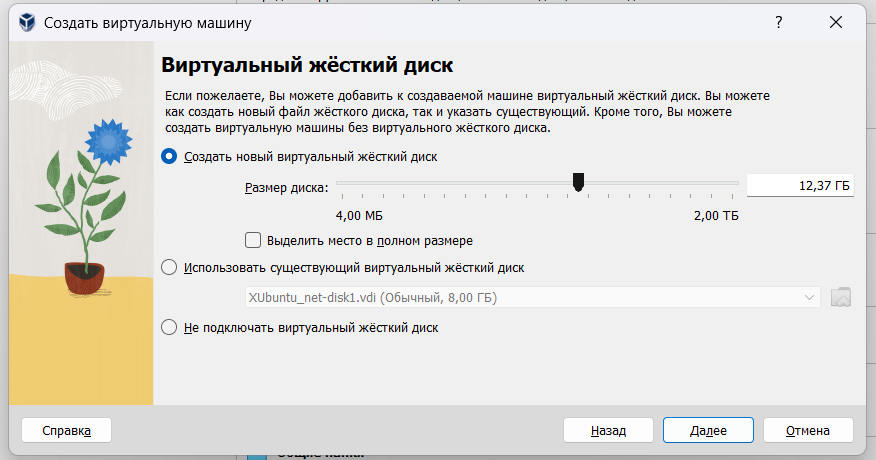 Создать виртуальную машину
?
Виртуальный жёсткий диск
Если пожелаете, Вы можете добавить к создаваемой машине виртуальный жёсткий диск. Вы можете
как создать новый файл жёсткого диска, так и указать существующий. Кроме того, Вы можете
создать виртуальную машины без виртуального жёсткого диска.
Создать новый виртуальный жёсткий диск
Размер диска:
12,37 ГБ
4,00 МБ
2,00 ТБ
Выделить место в полном размере
Использовать существующий виртуальный жёсткий диск
XUbuntu_net-disk1.vdi (Обычный, 8,00 ГБ)
Не подключать виртуальный жёсткий диск
Справка
Назад
Далее
Отмена